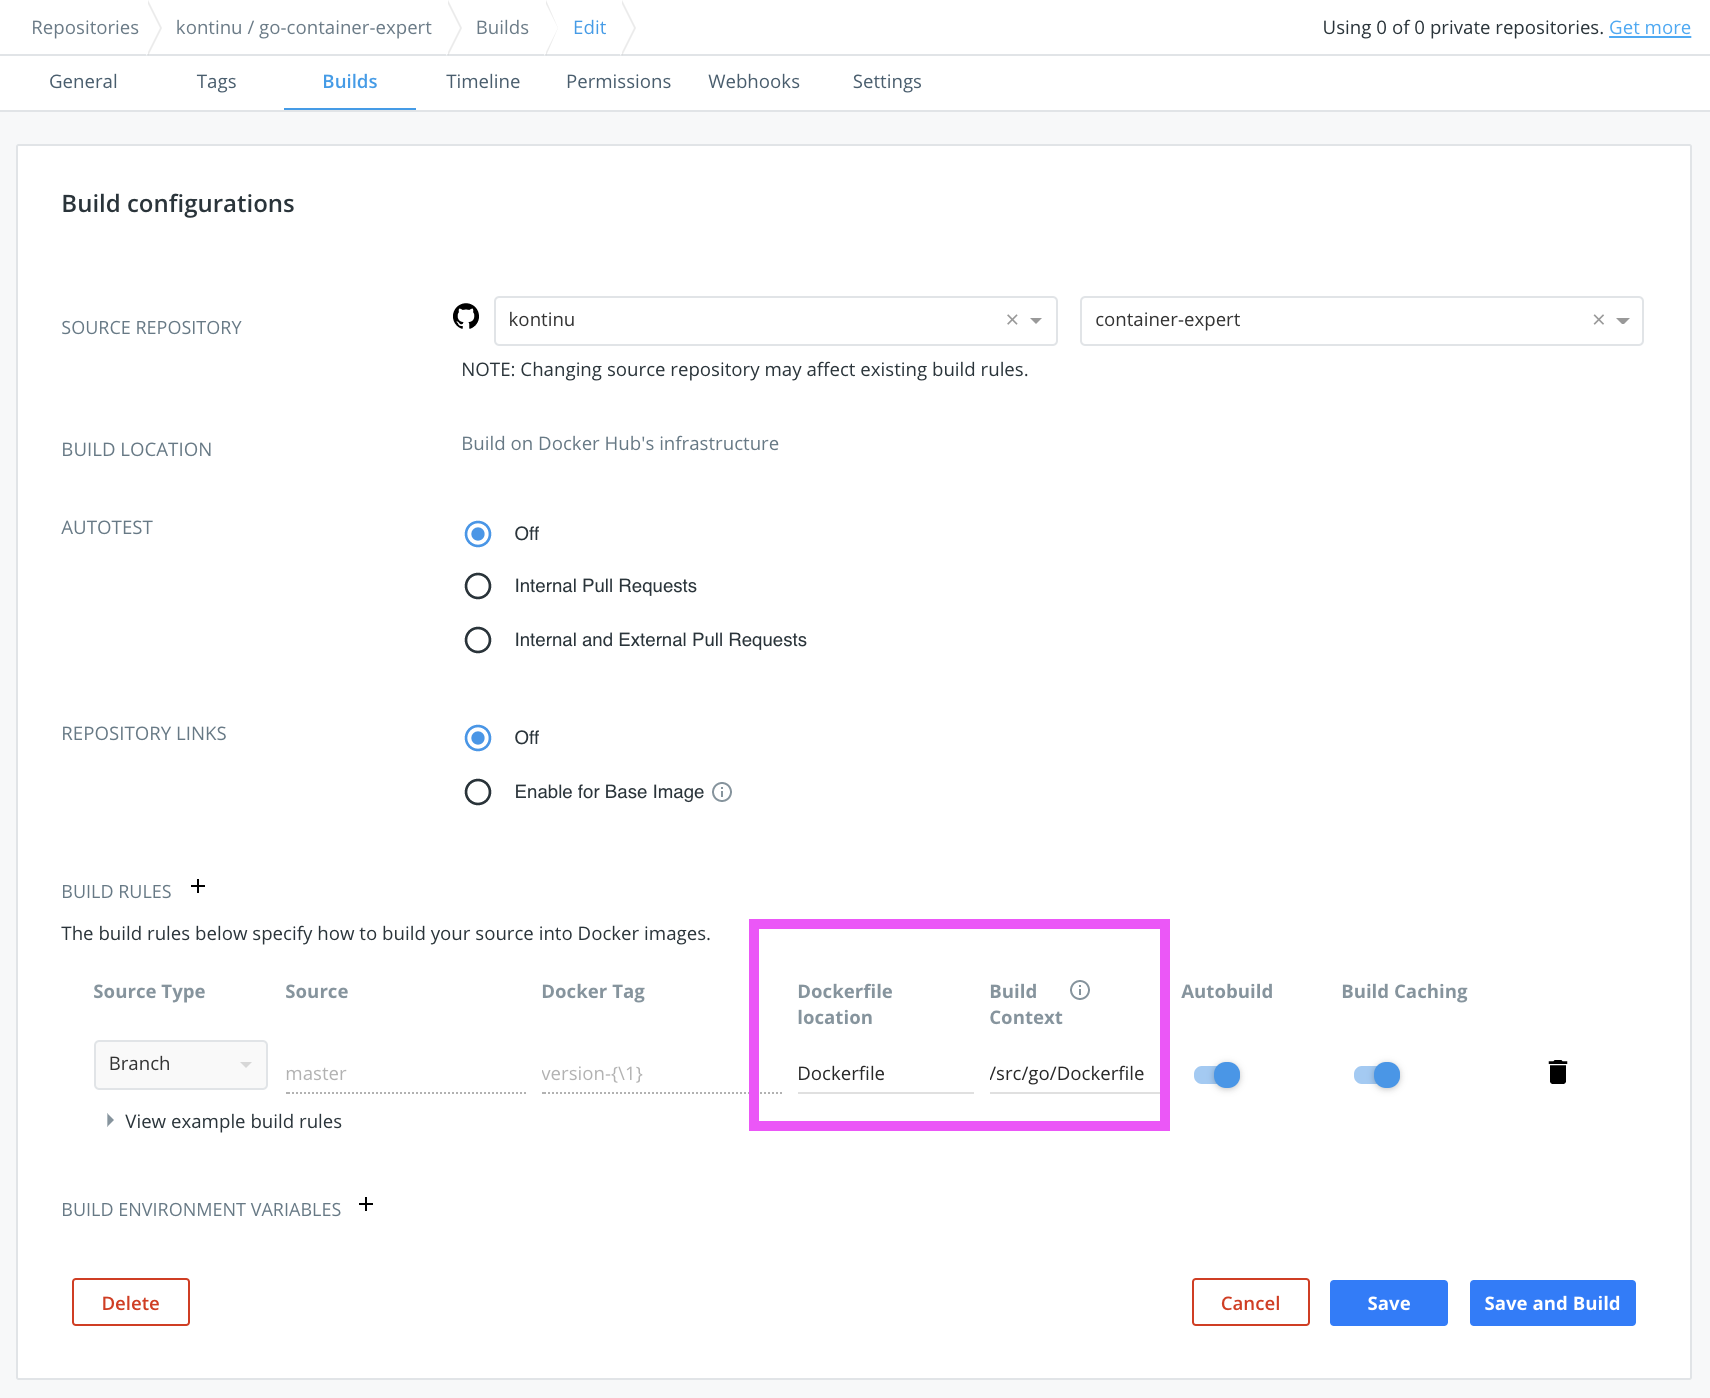 Repositories kontinu / go-container-expert Builds Edit Using 0 of 0 private repositories. Get more
General Tags Builds Timeline Permissions Webhooks Settings
Build configurations
SOURCE REPOSITORY kontinu × container-expert ×
NOTE: Changing source repository may affect existing build rules.
BUILD LOCATION Build on Docker Hub's infrastructure
AUTOTEST Off
Internal Pull Requests
Internal and External Pull Requests
REPOSITORY LINKS Off
Enable for Base Image
BUILD RULES +
The build rules below specify how to build your source into Docker images.
Source Type Source Docker Tag Dockerfile location Build Context Autobuild Build Caching
Branch master version-{\1} Dockerfile /src/go/Dockerfile
View example build rules
BUILD ENVIRONMENT VARIABLES +
Delete Cancel Save Save and Build